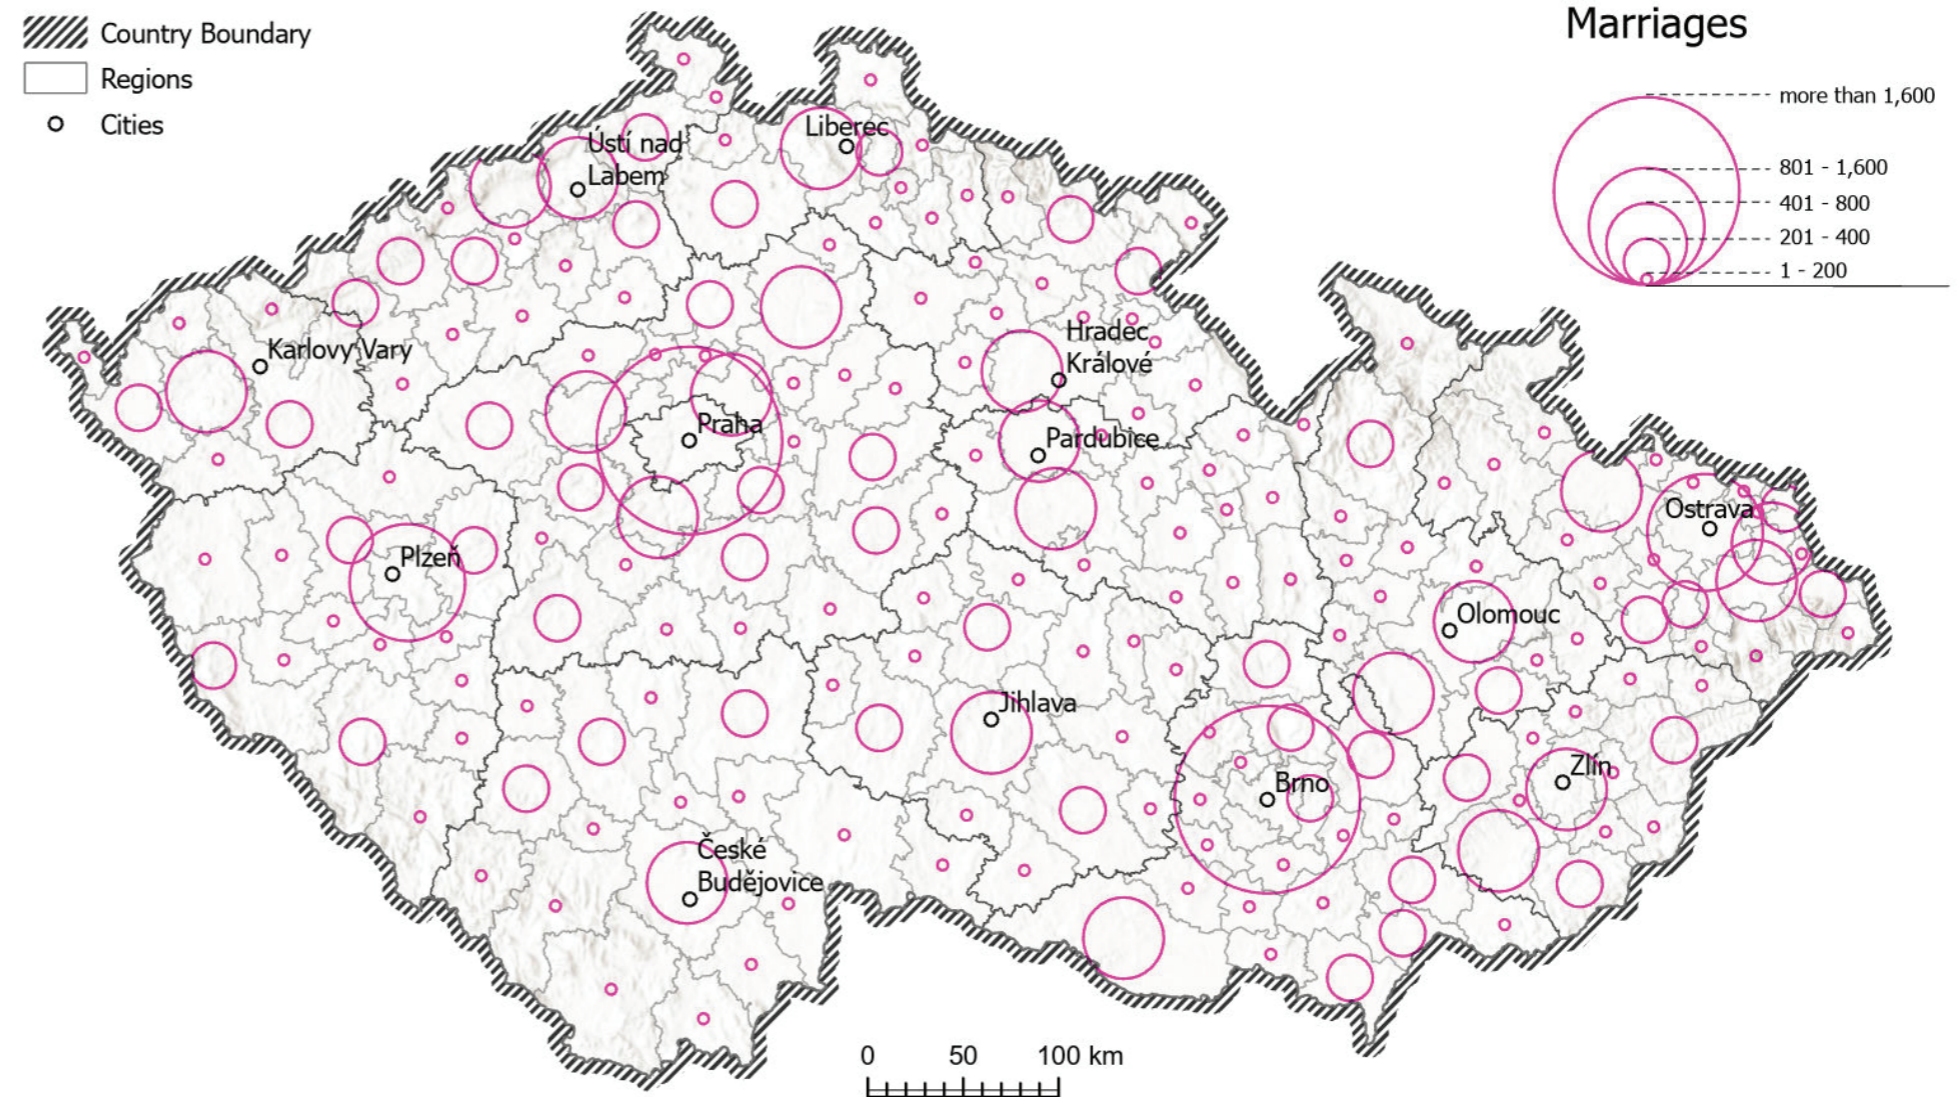 Country Boundary
Regions
Cities
Marriages
more than 1,600
801 - 1,600
401 - 800
201 - 400
1 - 200
Liberec
Ústí nad
Labem
Karlovy Vary
Hradec
Králové
Praha
Pardubice
Plzeň
Ostrava
Olomouc
Jihlava
Brno
Zlín
České
Budějovice
0 50 100 km